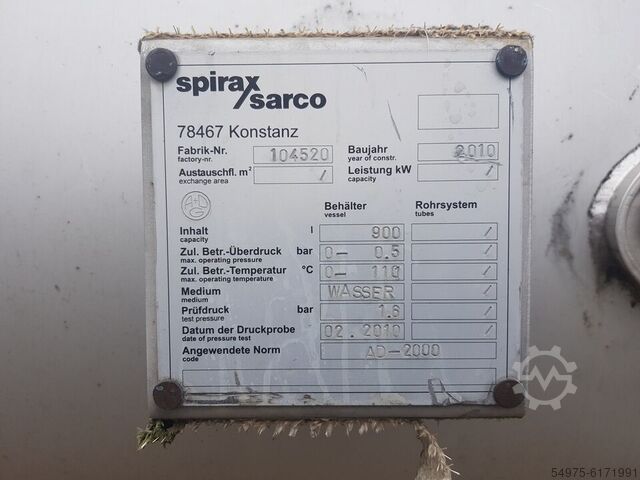 spirax
sarco
78467 Konstanz
Fabrik-Nr. 104520 Baujahr 2010
factory-nr. year of constr.
Austauschfl. m² / Leistung kW /
exchange area capacity
Behälter Rohrsystem
vessel tubes
Inhalt l 900 /
capacity
Zul. Betr.-Überdruck bar 0- 0.5 /
max. operating pressure
Zul. Betr.-Temperatur °C 0- 110 /
max. operating temperature
Medium WASSER /
medium
Prüfdruck bar 1.6 /
test pressure
Datum der Druckprobe 02.2010 /
date of pressure test
Angewendete Norm AD-2000
code
54975-6171991